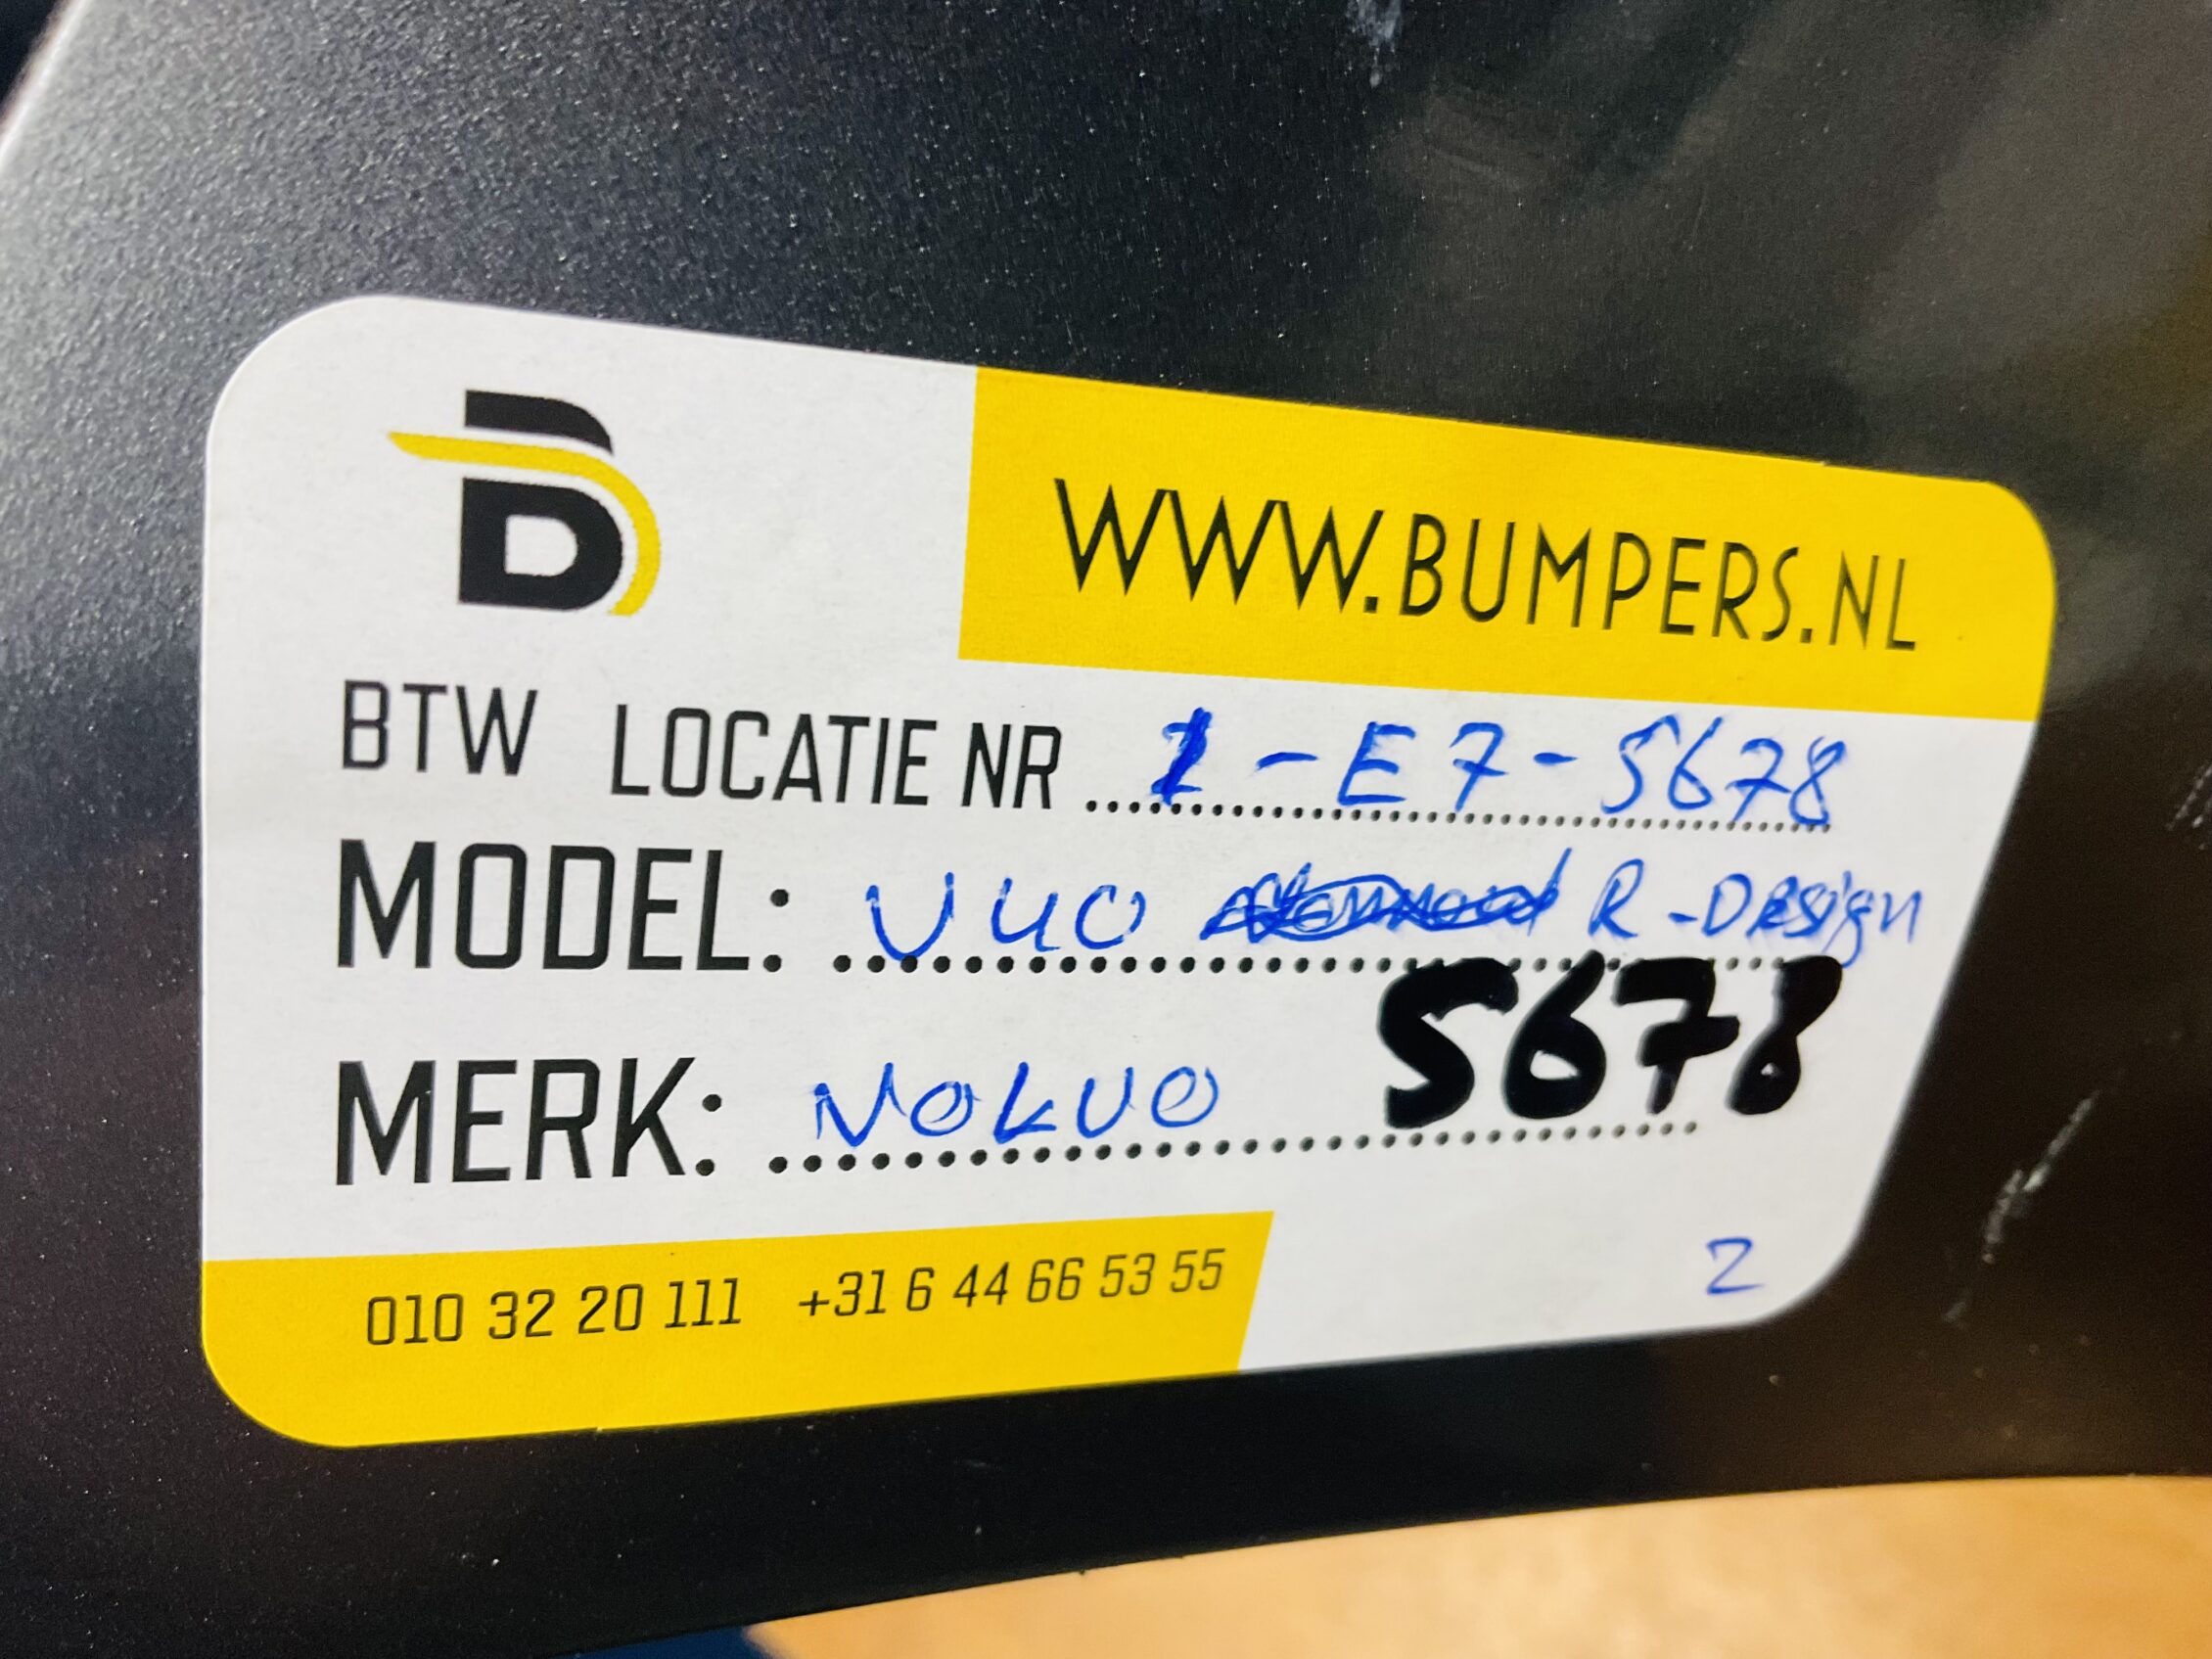 WWW.BUMPERS.NL
BTW LOCATIE NR 1-E7-5678
MODEL: V40 R-Design
5678
MERK: VOLVO
2
010 32 20 111 +31 6 44 66 53 55